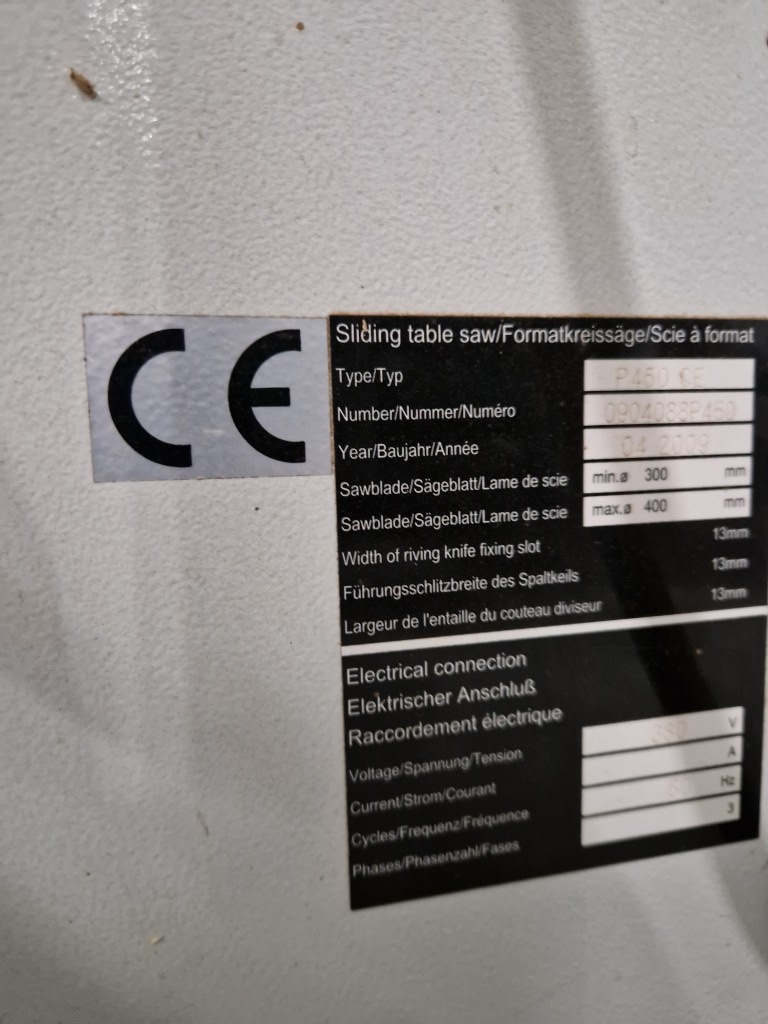 CE
Sliding table saw/Formatkreissäge/Scie à format
Type/Typ P450 CE
Number/Nummer/Numéro 0904088P450
Year/Baujahr/Année 04 2009
Sawblade/Sägeblatt/Lame de scie min.ø 300 mm
Sawblade/Sägeblatt/Lame de scie max.ø 400 mm
Width of riving knife fixing slot 13mm
Führungsschlitzbreite des Spaltkeils 13mm
Largeur de l'entaille du couteau diviseur 13mm
Electrical connection
Elektrischer Anschluß
Raccordement électrique
Voltage/Spannung/Tension 380 V
Current/Strom/Courant A
Cycles/Frequenz/Fréquence Hz
Phases/Phasenzahl/Fases 3